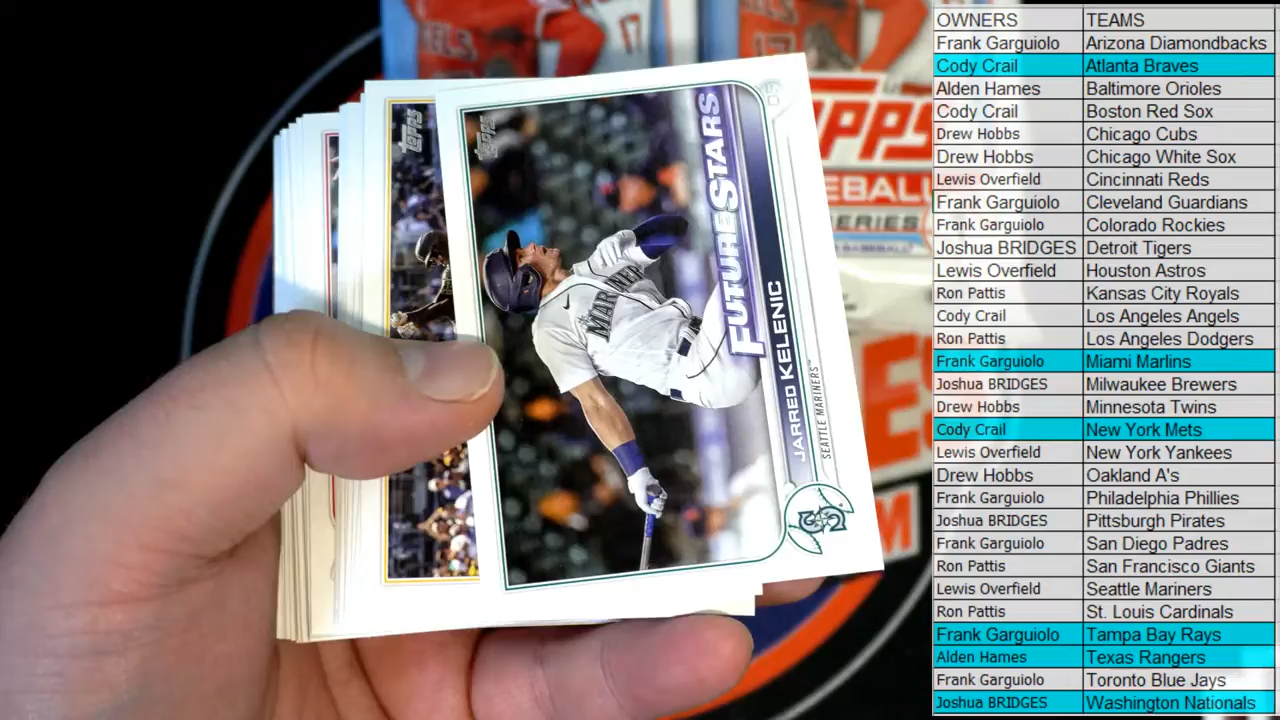 OWNERS TEAMS
Frank Garguiolo Arizona Diamondbacks
Cody Crail Atlanta Braves
Alden Hames Baltimore Orioles
Cody Crail Boston Red Sox
Drew Hobbs Chicago Cubs
Drew Hobbs Chicago White Sox
Lewis Overfield Cincinnati Reds
Frank Garguiolo Cleveland Guardians
Frank Garguiolo Colorado Rockies
Joshua BRIDGES Detroit Tigers
Lewis Overfield Houston Astros
Ron Pattis Kansas City Royals
Cody Crail Los Angeles Angels
Ron Pattis Los Angeles Dodgers
Frank Garguiolo Miami Marlins
Joshua BRIDGES Milwaukee Brewers
Drew Hobbs Minnesota Twins
Cody Crail New York Mets
Lewis Overfield New York Yankees
Drew Hobbs Oakland A's
Frank Garguiolo Philadelphia Phillies
Joshua BRIDGES Pittsburgh Pirates
Frank Garguiolo San Diego Padres
Ron Pattis San Francisco Giants
Lewis Overfield Seattle Mariners
Ron Pattis St. Louis Cardinals
Frank Garguiolo Tampa Bay Rays
Alden Hames Texas Rangers
Frank Garguiolo Toronto Blue Jays
Joshua BRIDGES Washington Nationals
topps
topps
FUTURE STARS
JARRED KELENIC
SEATTLE MARINERS™
MARINER
17